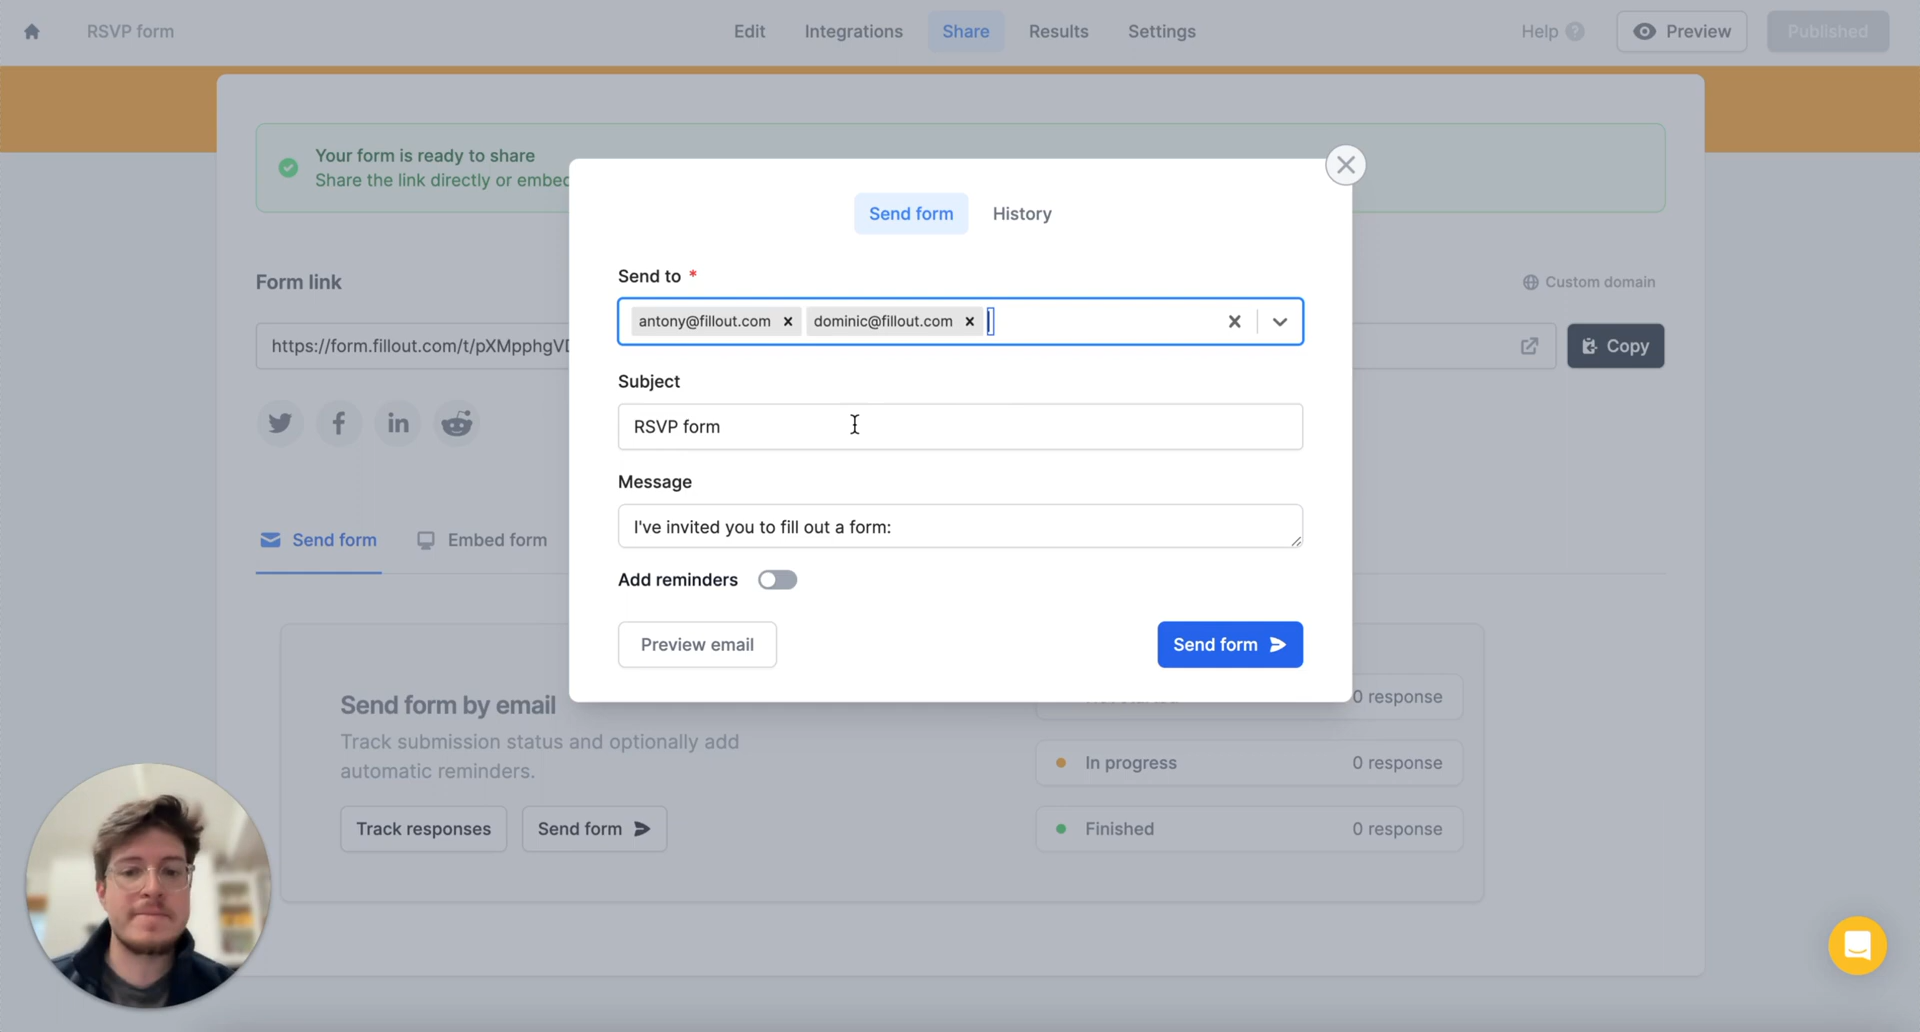 RSVP form
Edit
Integrations
Share
Results
Settings
Help
Preview
Published
Your form is ready to share
Share the link directly or embed
Form link
Custom domain
https://form.fillout.com/t/pXMpphgVD
Copy
Send form
Embed form
Send form by email
Track submission status and optionally add
automatic reminders.
Track responses
Send form
0 response
In progress
0 response
Finished
0 response
Send form
History
Send to *
antony@fillout.com
dominic@fillout.com
Subject
RSVP form
Message
I've invited you to fill out a form:
Add reminders
Preview email
Send form